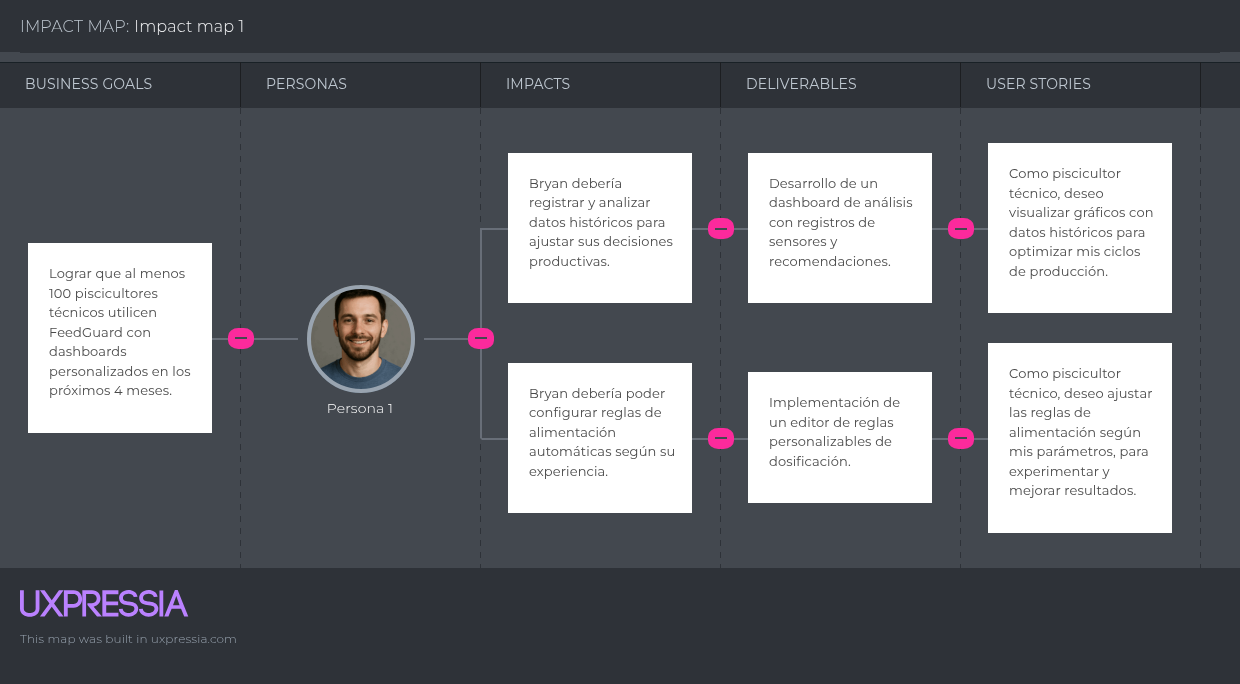 IMPACT MAP: Impact map 1
BUSINESS GOALS
PERSONAS
IMPACTS
DELIVERABLES
USER STORIES
Lograr que al menos
100 piscicultores
técnicos utilicen
FeedGuard con
dashboards
personalizados en los
próximos 4 meses.
Persona 1
Bryan debería
registrar y analizar
datos históricos para
ajustar sus decisiones
productivas.
Desarrollo de un
dashboard de análisis
con registros de
sensores y
recomendaciones.
Como piscicultor
técnico, deseo
visualizar gráficos con
datos históricos para
optimizar mis ciclos
de producción.
Bryan debería poder
configurar reglas de
alimentación
automáticas según su
experiencia.
Implementación de
un editor de reglas
personalizables de
dosificación.
Como piscicultor
técnico, deseo ajustar
las reglas de
alimentación según
mis parámetros, para
experimentar y
mejorar resultados.
UXPRESSIA
This map was built in uxpressia.com